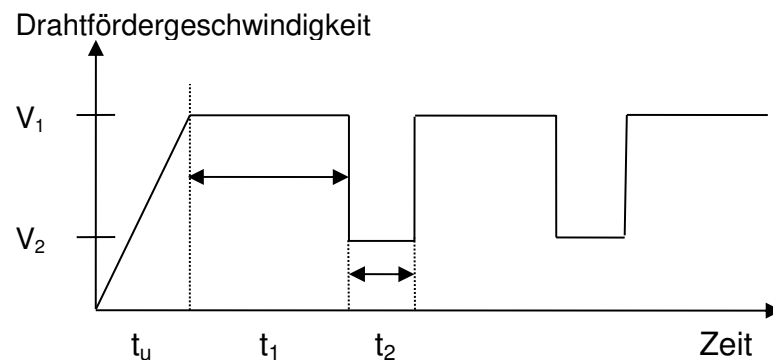 Drahtfördergeschwindigkeit
V₁
V₂
tᵤ t₁ t₂ Zeit